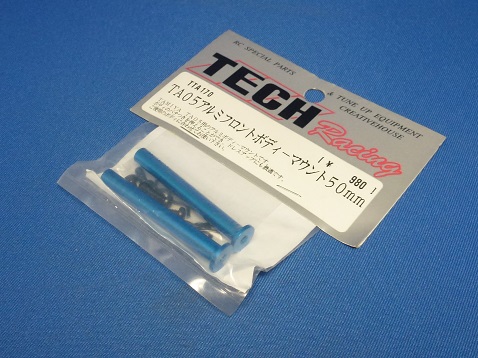 RC SPECIAL PARTS
& TUNE UP EQUIPMENT
CREATIVEHOUSE
TECH
Racing
TTA170
TA05アルミフロントボディーマウント50mm
¥ 980